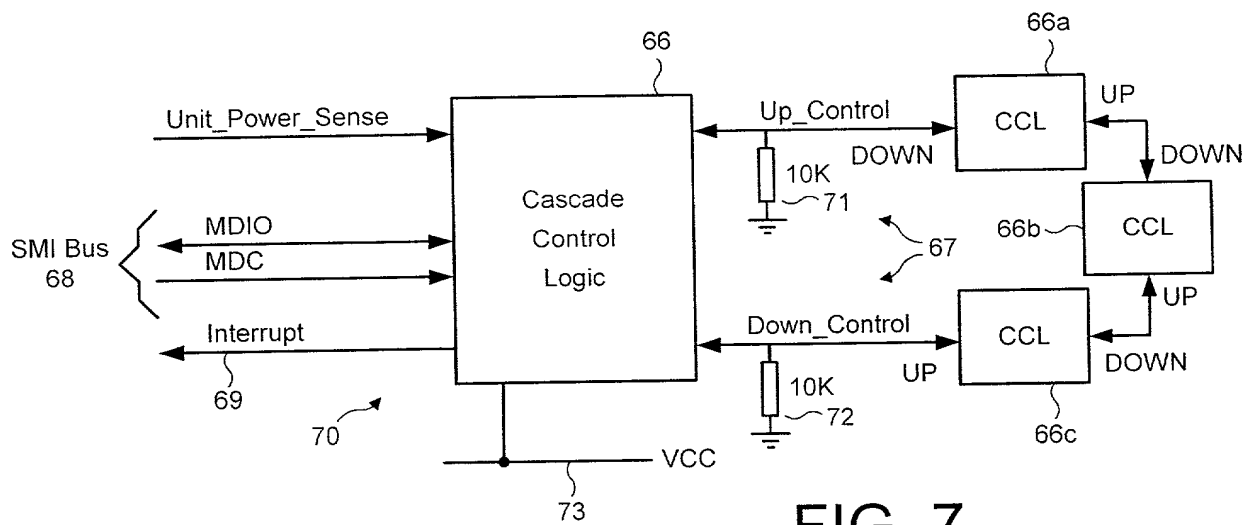 66
66a
Unit_Power_Sense
Up_Control
DOWN
CCL
UP
DOWN
10K
71
Cascade
Control
Logic
SMI Bus
68
MDIO
MDC
67
66b
CCL
UP
Interrupt
69
70
Down_Control
UP
CCL
DOWN
10K
72
66c
VCC
73
FIG. 7